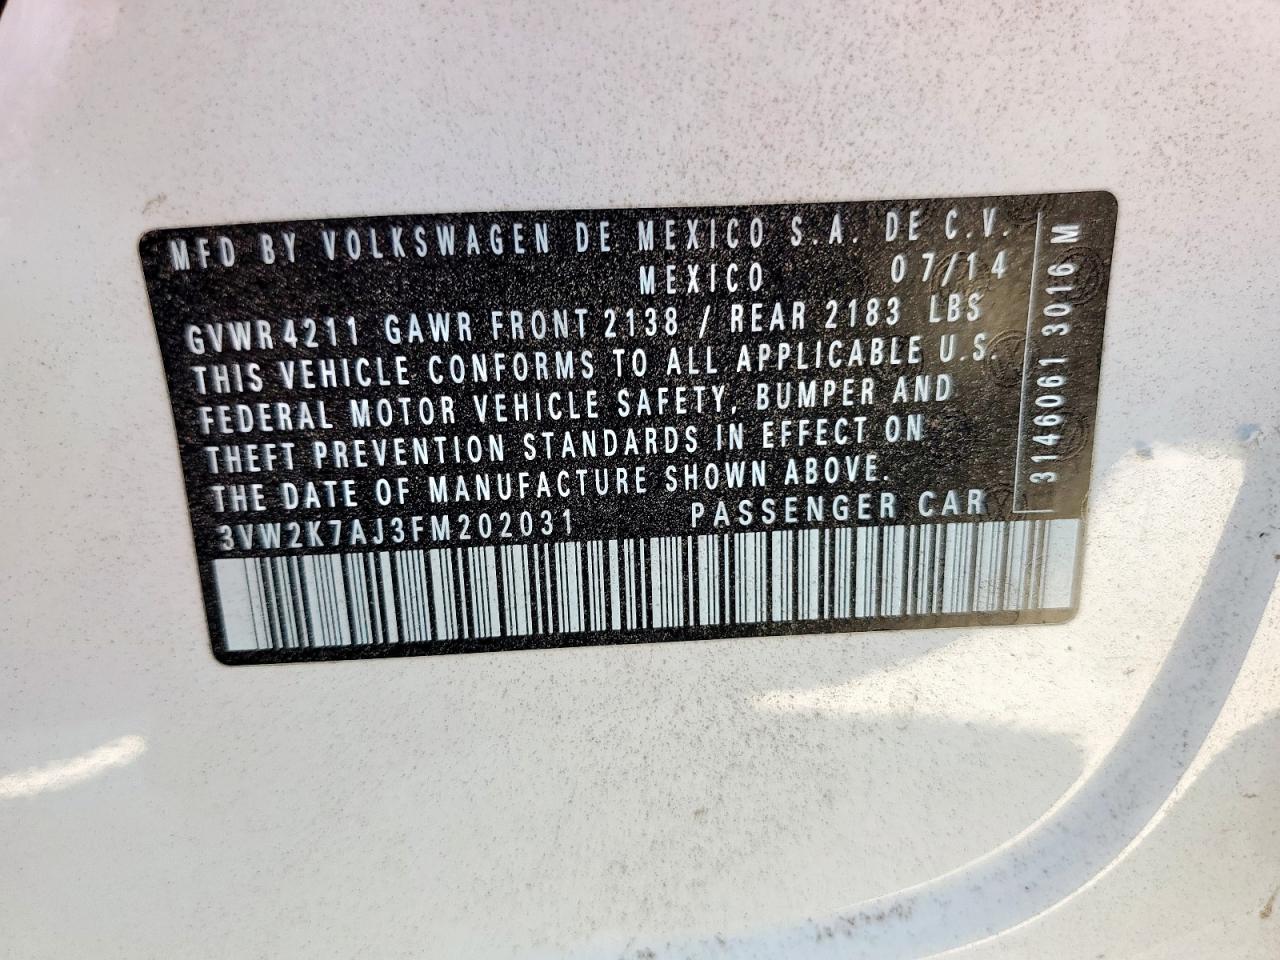 MFD BY VOLKSWAGEN DE MEXICO S.A. DE C.V.
MEXICO 07/14
GVWR 4211 GAWR FRONT 2138 / REAR 2183 LBS
THIS VEHICLE CONFORMS TO ALL APPLICABLE U.S.
FEDERAL MOTOR VEHICLE SAFETY, BUMPER AND
THEFT PREVENTION STANDARDS IN EFFECT ON
THE DATE OF MANUFACTURE SHOWN ABOVE.
3VW2K7AJ3FM202031 PASSENGER CAR
3146061 3016 M